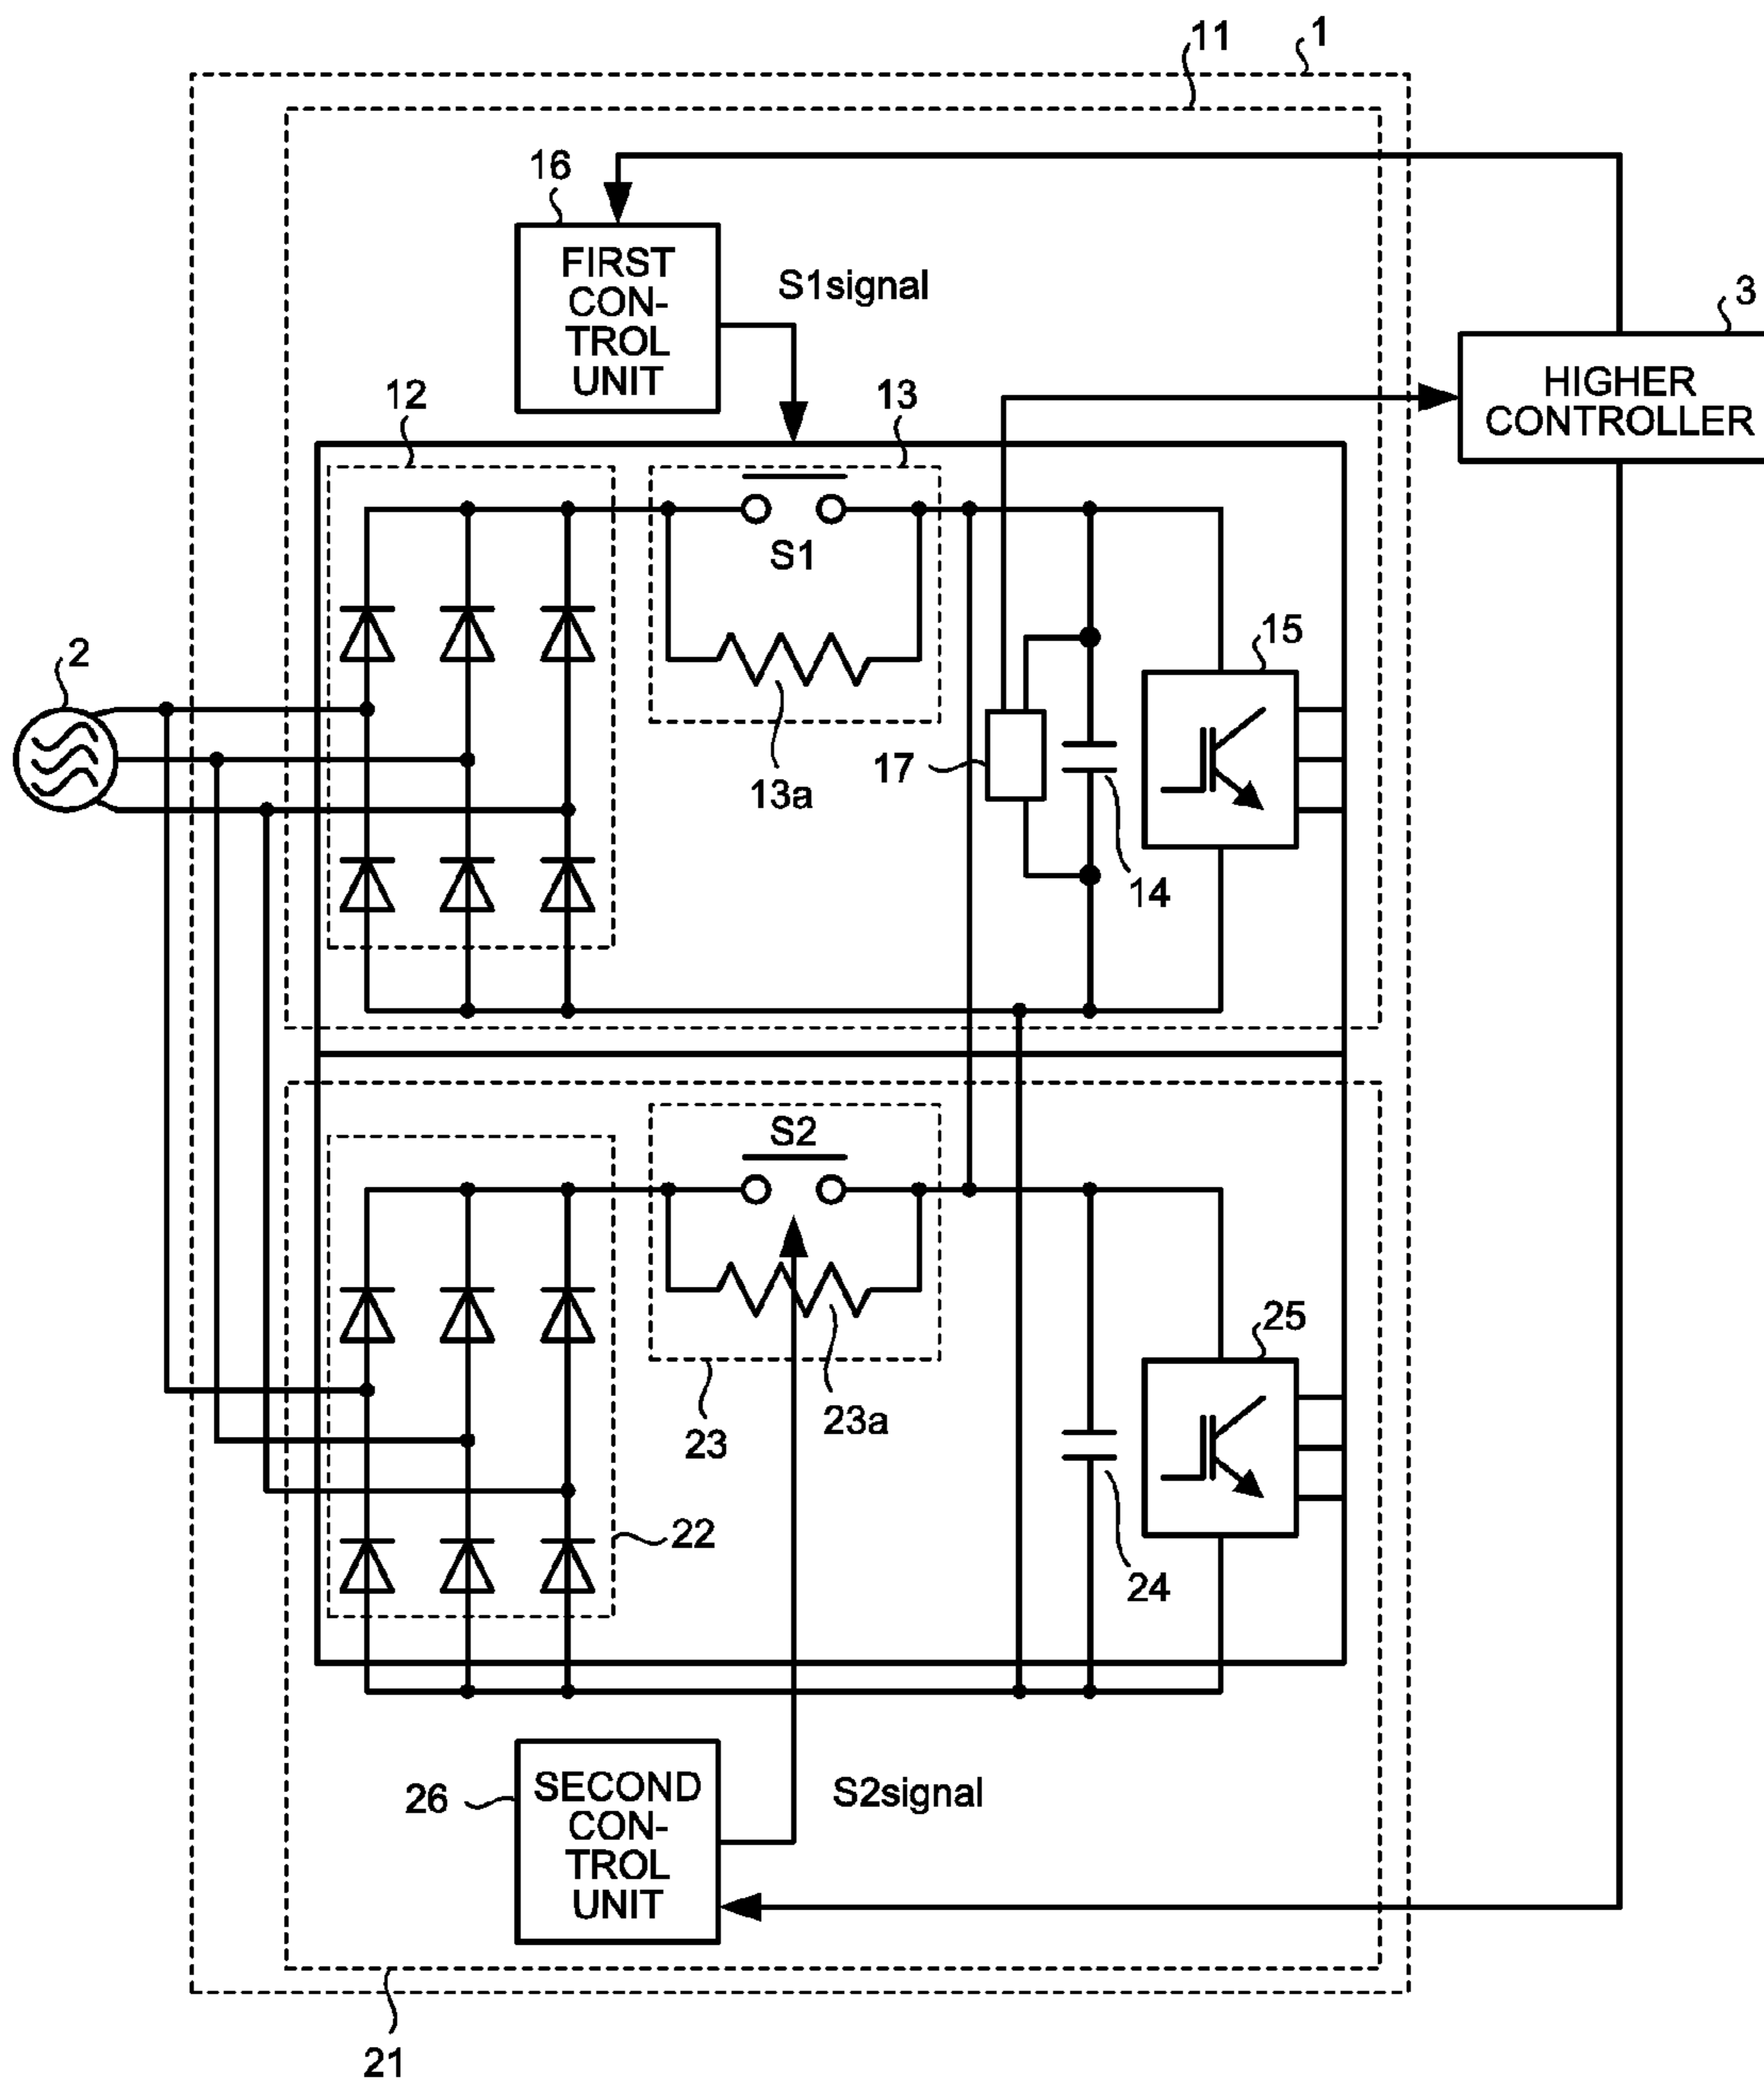 1
11
16
FIRST
CON-
TROL
UNIT
S1signal
3
HIGHER
CONTROLLER
12
13
S1
2
15
13a
17
14
S2
25
23a
23
22
24
26
SECOND
CON-
TROL
UNIT
S2signal
21